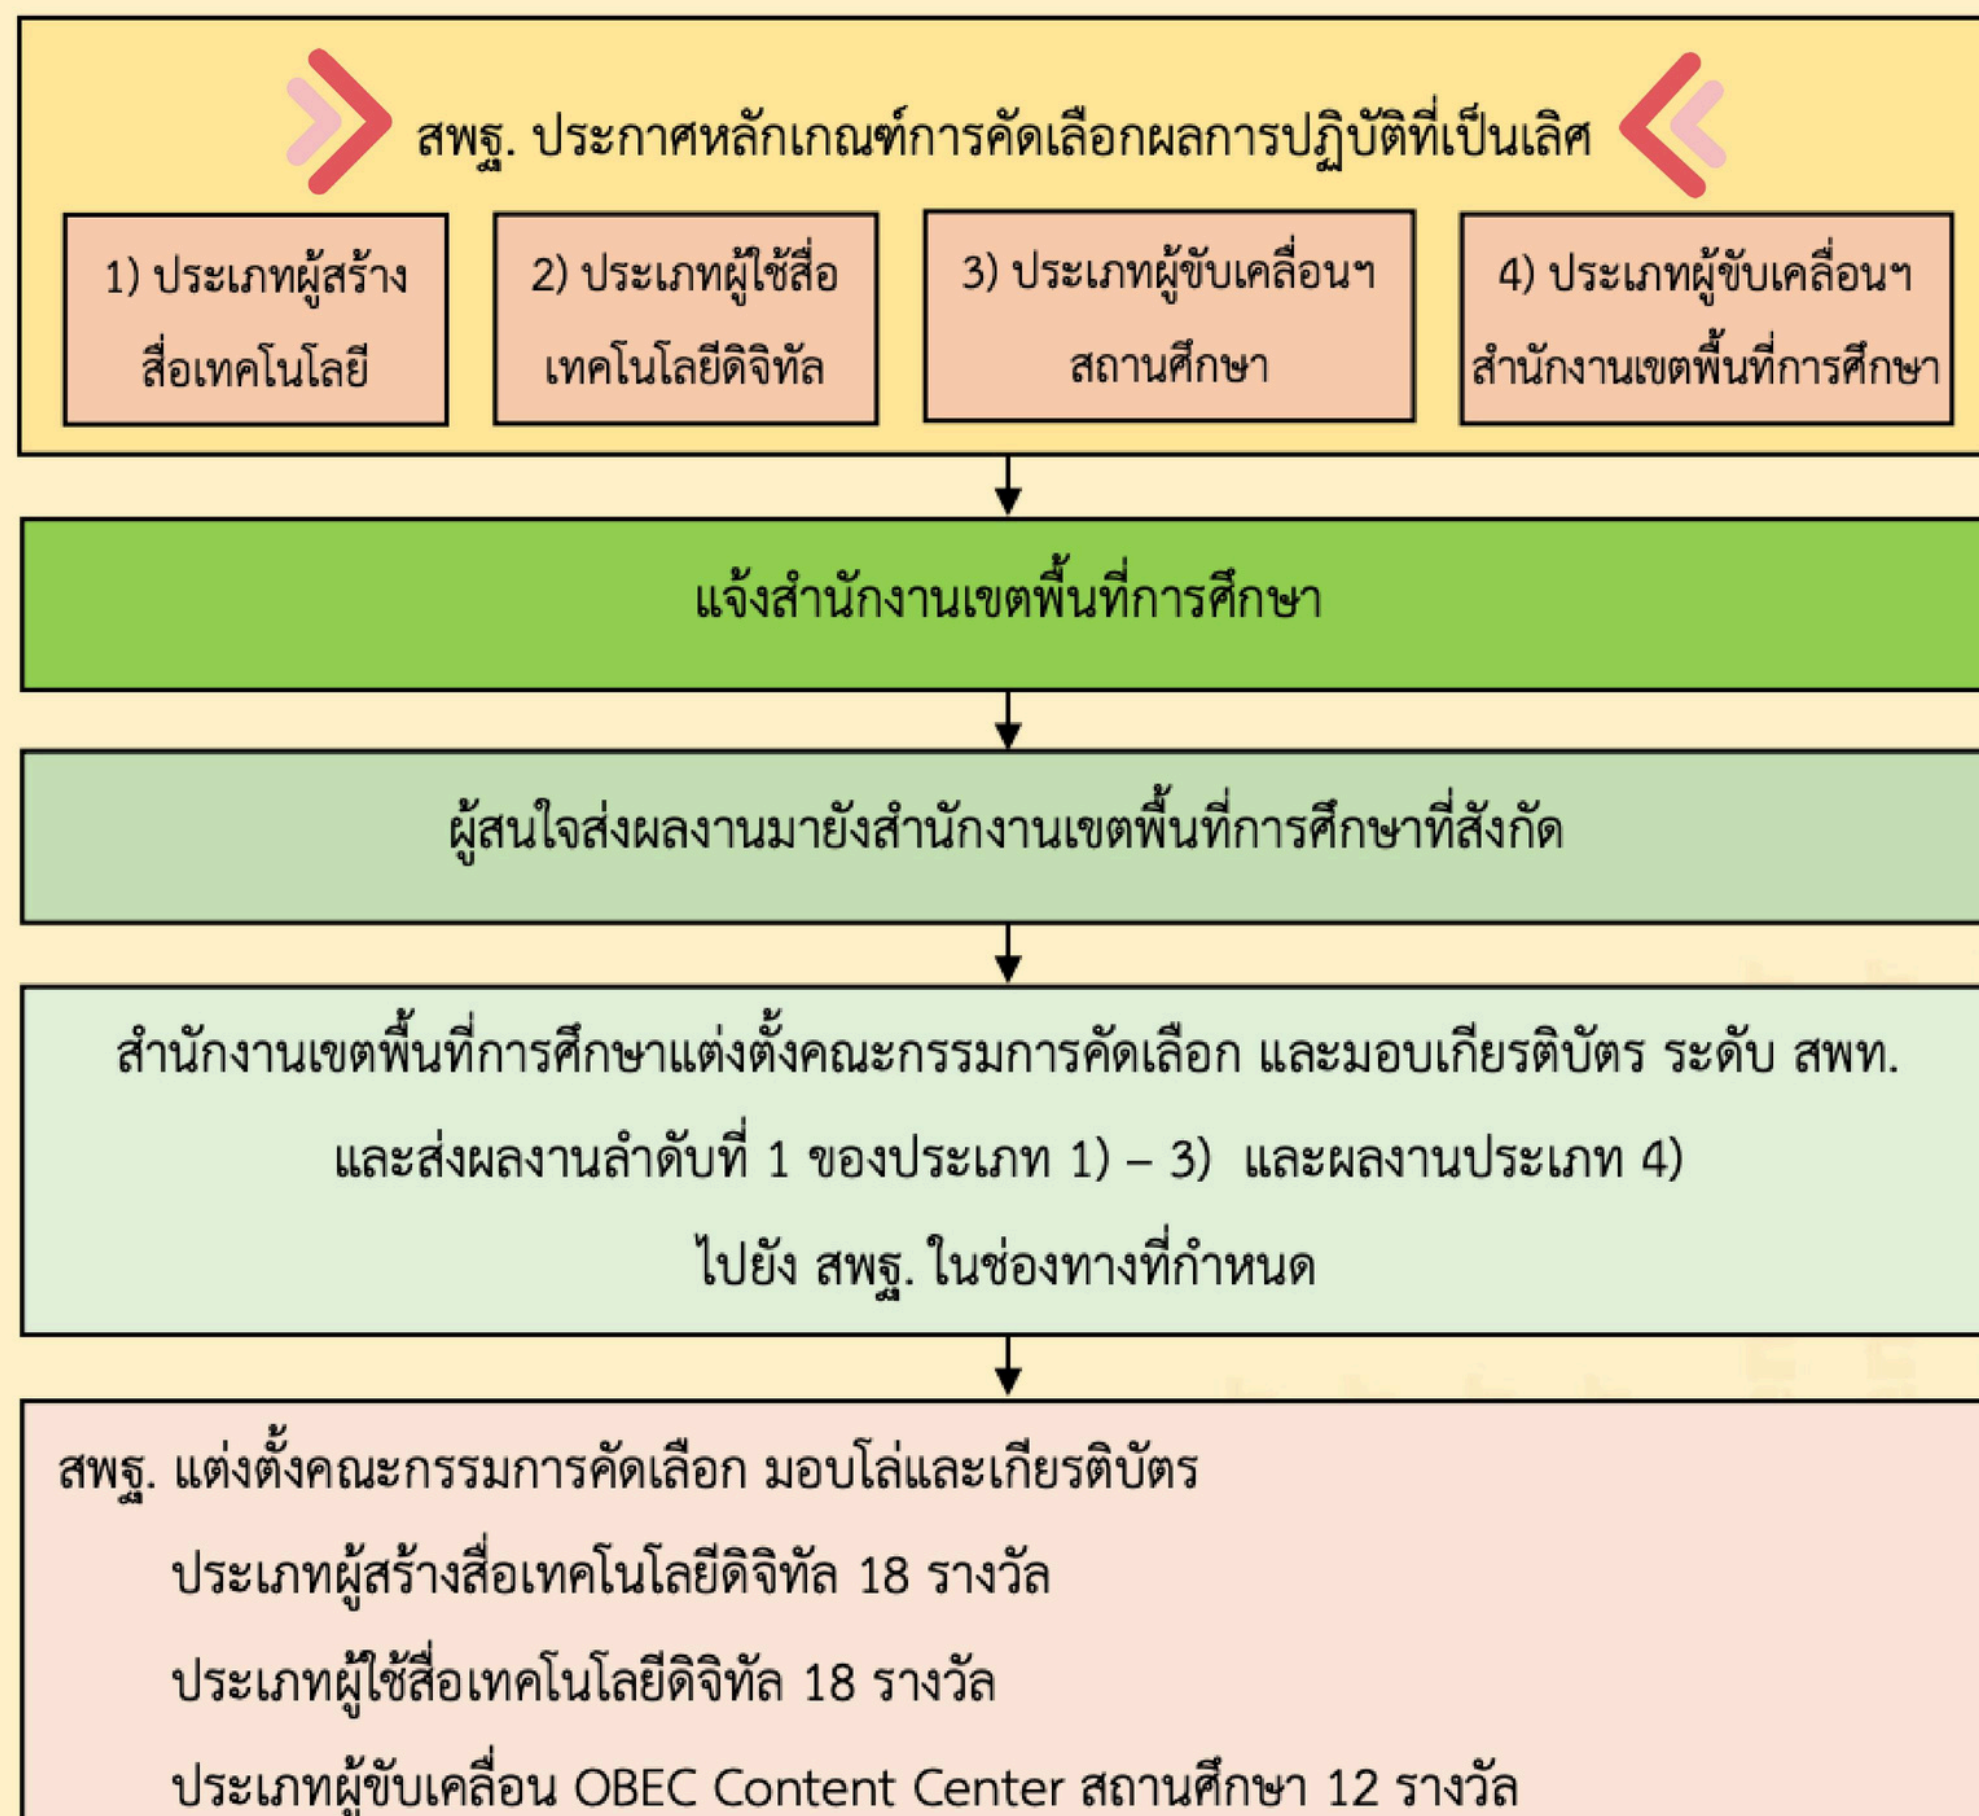 สพฐ. ประกาศหลักเกณฑ์การคัดเลือกผลการปฏิบัติที่เป็นเลิศ
1) ประเภทผู้สร้าง
สื่อเทคโนโลยี
2) ประเภทผู้ใช้สื่อ
เทคโนโลยีดิจิทัล
3) ประเภทผู้ขับเคลื่อนฯ
สถานศึกษา
4) ประเภทผู้ขับเคลื่อนฯ
สำนักงานเขตพื้นที่การศึกษา
แจ้งสำนักงานเขตพื้นที่การศึกษา
ผู้สนใจส่งผลงานมายังสำนักงานเขตพื้นที่การศึกษาที่สังกัด
สำนักงานเขตพื้นที่การศึกษาแต่งตั้งคณะกรรมการคัดเลือก และมอบเกียรติบัตร ระดับ สพท.
และส่งผลงานลำดับที่ 1 ของประเภท 1) – 3) และผลงานประเภท 4)
ไปยัง สพฐ. ในช่องทางที่กำหนด
สพฐ. แต่งตั้งคณะกรรมการคัดเลือก มอบโล่และเกียรติบัตร
ประเภทผู้สร้างสื่อเทคโนโลยีดิจิทัล 18 รางวัล
ประเภทผู้ใช้สื่อเทคโนโลยีดิจิทัล 18 รางวัล
ประเภทผู้ขับเคลื่อน OBEC Content Center สถานศึกษา 12 รางวัล